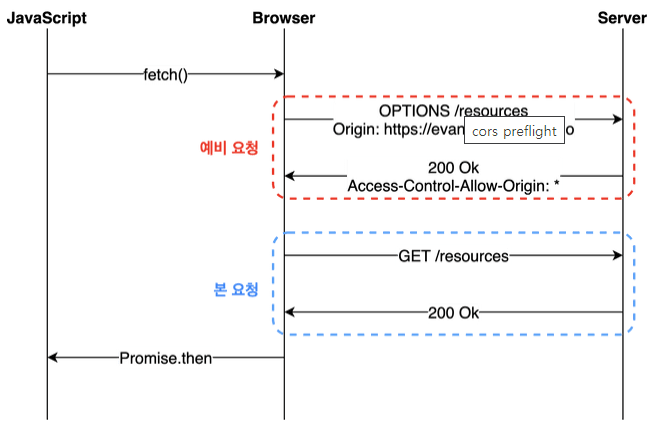 JavaScript Browser Server
fetch()
OPTIONS /resources
Origin: https://evan
cors preflight
예비 요청
200 Ok
Access-Control-Allow-Origin: *
GET /resources
본 요청
200 Ok
Promise.then